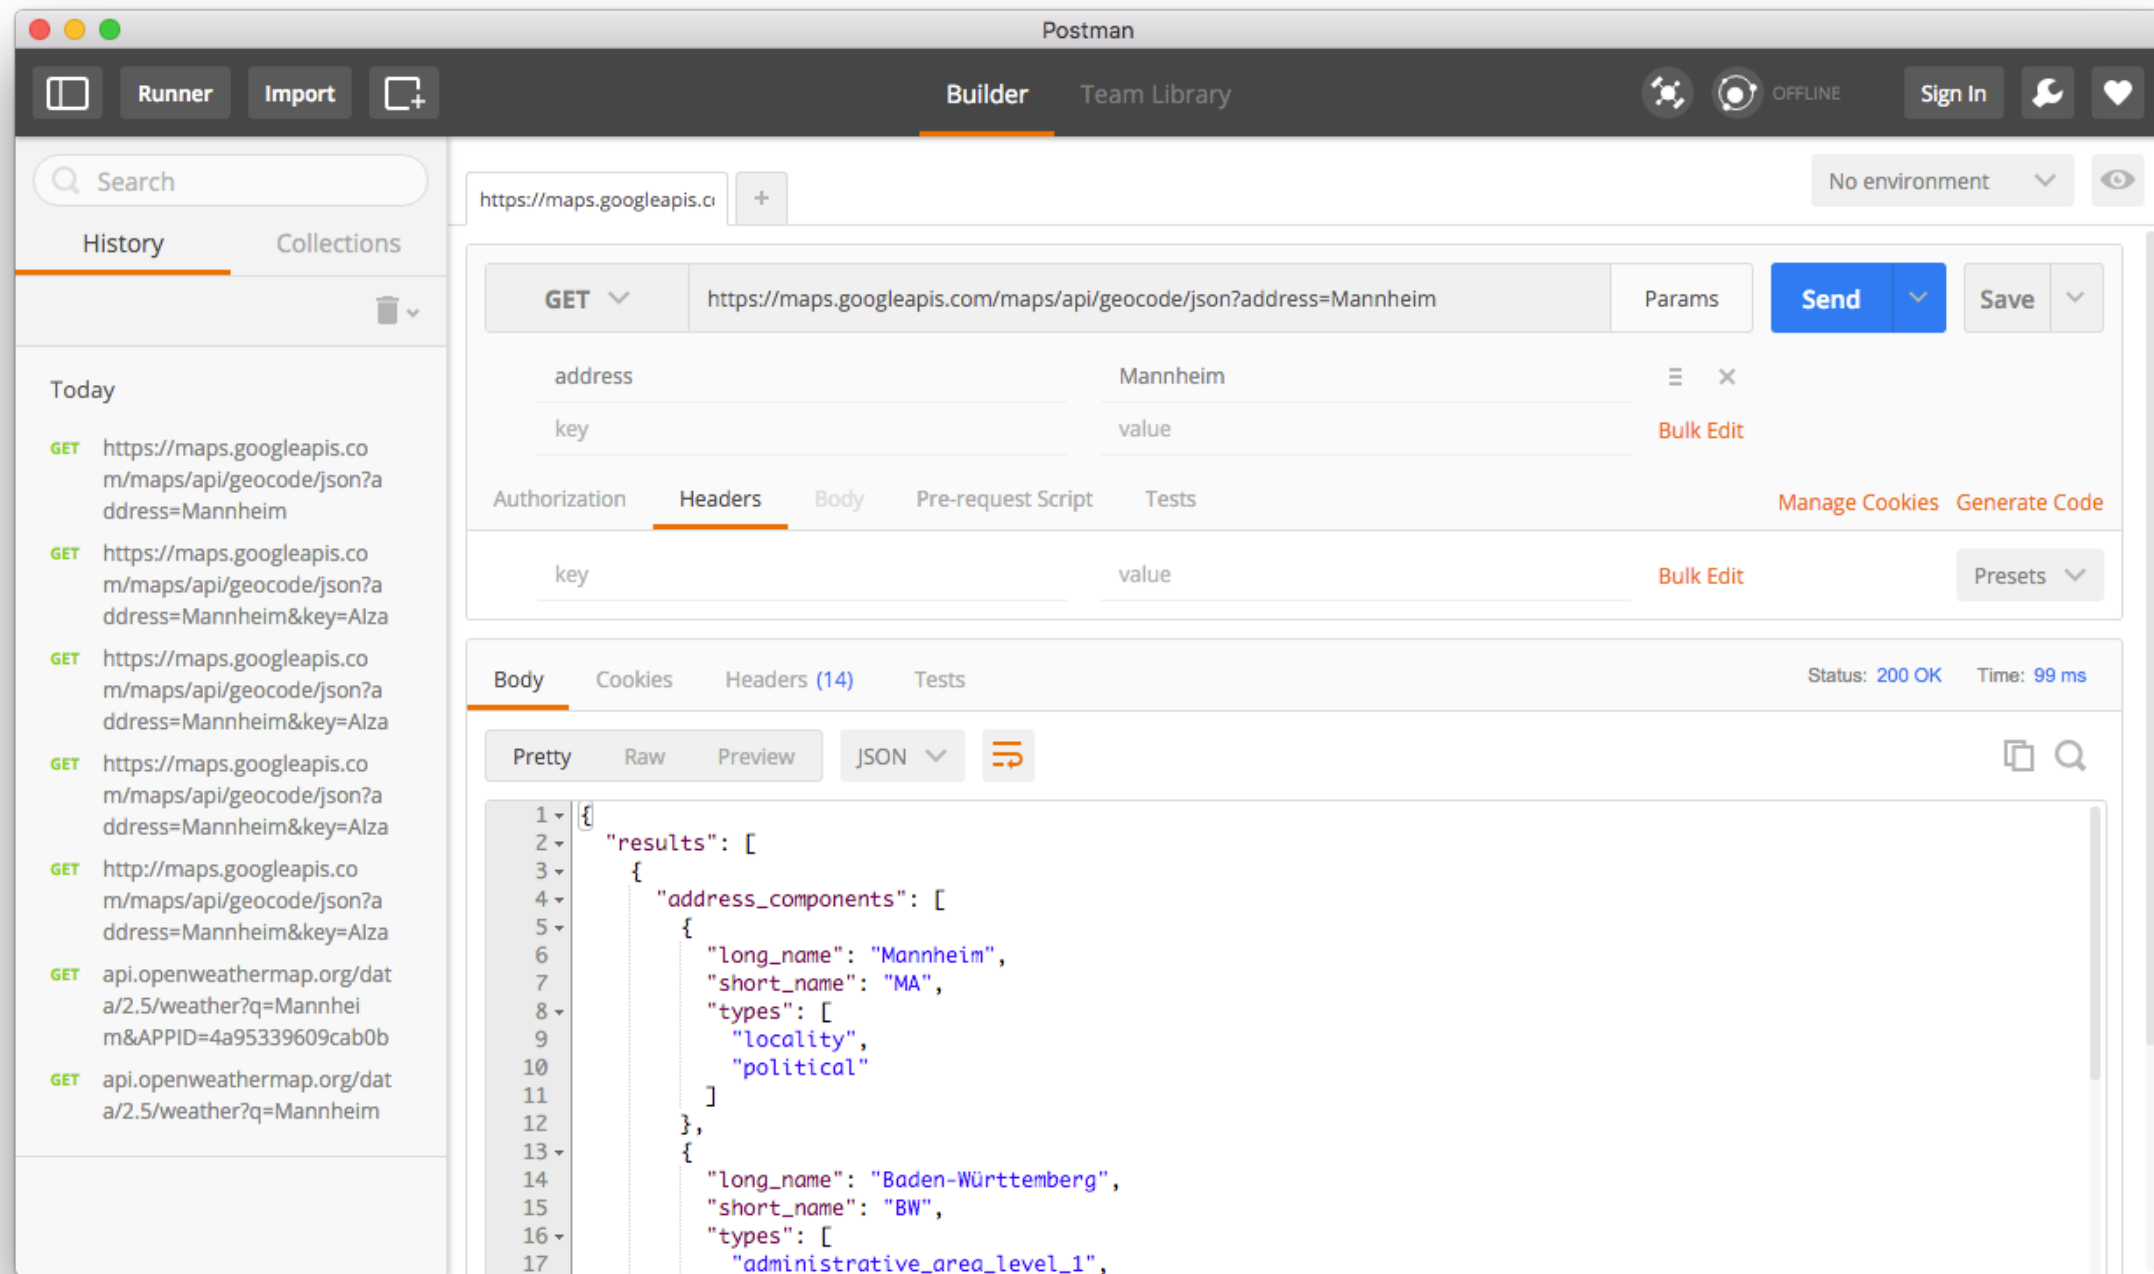 Postman
Runner
Import
Builder
Team Library
OFFLINE
Sign In
Search
History
Collections
Today
GET https://maps.googleapis.co
m/maps/api/geocode/json?a
ddress=Mannheim
GET https://maps.googleapis.co
m/maps/api/geocode/json?a
ddress=Mannheim&key=AIza
GET https://maps.googleapis.co
m/maps/api/geocode/json?a
ddress=Mannheim&key=AIza
GET https://maps.googleapis.co
m/maps/api/geocode/json?a
ddress=Mannheim&key=AIza
GET http://maps.googleapis.co
m/maps/api/geocode/json?a
ddress=Mannheim&key=AIza
GET api.openweathermap.org/dat
a/2.5/weather?q=Mannhei
m&APPID=4a95339609cab0b
GET api.openweathermap.org/dat
a/2.5/weather?q=Mannheim
https://maps.googleapis.c
+
No environment
GET https://maps.googleapis.com/maps/api/geocode/json?address=Mannheim Params Send Save
address Mannheim
key value Bulk Edit
Authorization Headers Body Pre-request Script Tests Manage Cookies Generate Code
key value Bulk Edit Presets
Body Cookies Headers (14) Tests Status: 200 OK Time: 99 ms
Pretty Raw Preview JSON
1 {
2 "results": [
3 {
4 "address_components": [
5 {
6 "long_name": "Mannheim",
7 "short_name": "MA",
8 "types": [
9 "locality",
10 "political"
11 ]
12 },
13 {
14 "long_name": "Baden-Württemberg",
15 "short_name": "BW",
16 "types": [
17 "administrative_area_level_1",